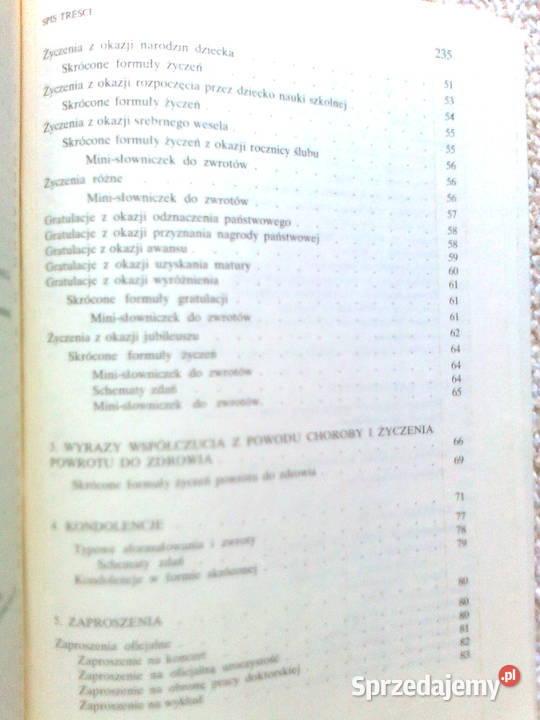 SPIS TREŚCI
235
Życzenia z okazji narodzin dziecka
Skrócone formuły życzeń . 51
Życzenia z okazji rozpoczęcia przez dziecko nauki szkolnej 53
Skrócone formuły życzeń . 54
Życzenia z okazji srebrnego wesela . 55
Skrócone formuły życzeń z okazji rocznicy ślubu 55
Mini-słowniczek do zwrotów . 56
Życzenia różne 56
Mini-słowniczek do zwrotów . 56
Gratulacje z okazji odznaczenia państwowego . 57
Gratulacje z okazji przyznania nagrody państwowej 58
Gratulacje z okazji awansu . 58
Gratulacje z okazji uzyskania matury 59
Gratulacje z okazji wyróżnienia 60
Skrócone formuły gratulacji . 61
Mini-słowniczek do zwrotów 61
61
Życzenia z okazji jubileuszu 62
Skrócone formuły życzeń 64
Mini-słowniczek do zwrotów 64
Schematy zdań 64
Mini-słowniczek do zwrotów. 65
3. WYRAZY WSPÓŁCZUCIA Z POWODU CHOROBY I ŻYCZENIA
POWROTU DO ZDROWIA 66
Skrócone formuły życzeń powrotu do zdrowia 69
4. KONDOLENCJE 71
Typowe sformułowania i zwroty 77
Schematy zdań 78
Kondolencje w formie skróconej 79
5. ZAPROSZENIA 80
Zaproszenia oficjalne 80
Zaproszenie na koncert 80
Zaproszenie na oficjalną uroczystość 81
Zaproszenie na obronę pracy doktorskiej 82
Zaproszenie na wykład 83
Sprzedajemy.pl